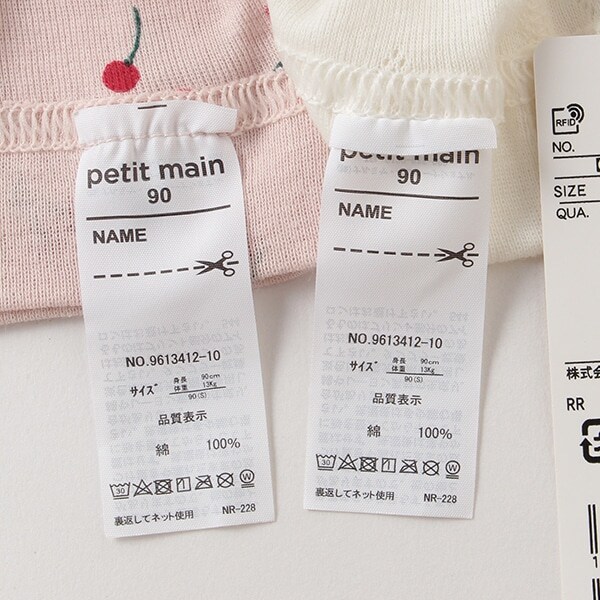 petit main
90
NAME
NO.9613412-10
サイズ 身長 90cm
体重 13Kg
90(S)
品質表示
綿 100%
30
W
裏返してネット使用 NR-228
petit main
90
NAME
NO.9613412-10
サイズ 身長 90cm
体重 13Kg
90(S)
品質表示
綿 100%
30
W
裏返してネット使用 NR-228
RFID
NO.
SIZE
QUA.
株式会
RR
1